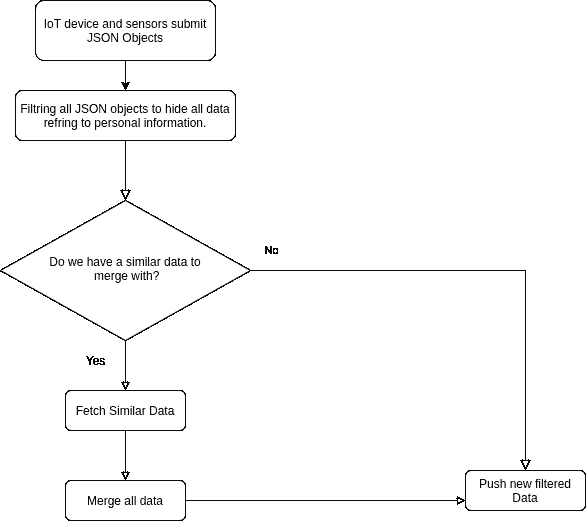 IoT device and sensors submit
JSON Objects
Filtring all JSON objects to hide all data
refring to personal information.
Do we have a similar data to
merge with?
No
Yes
Fetch Similar Data
Merge all data
Push new filtered
Data